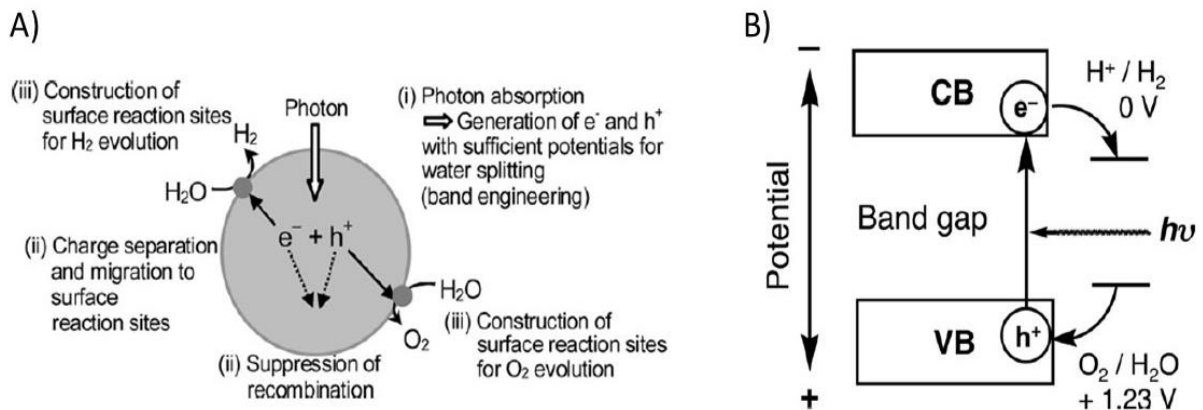 A)
(iii) Construction of
surface reaction sites
for H₂ evolution
H₂
H₂O
Photon
(i) Photon absorption
⇒ Generation of e⁻ and h⁺
with sufficient potentials for
water splitting
(band engineering)
(ii) Charge separation
and migration to
surface
reaction sites
e⁻ + h⁺
H₂O
O₂
(iii) Construction of
surface reaction sites
for O₂ evolution
(ii) Suppression of
recombination
B)
−
Potential
+
CB
e⁻
H⁺ / H₂
0 V
Band gap
hυ
VB
h⁺
O₂ / H₂O
+ 1.23 V